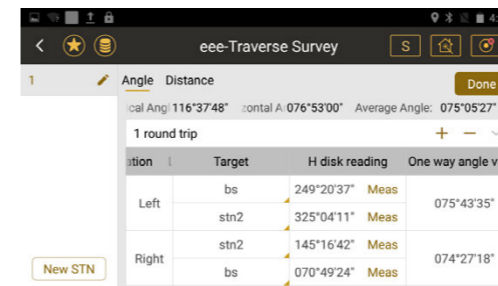 4:
eee-Traverse Survey
S
1
Angle Distance
Done
ical Angl 116°37'48" zontal A 076°53'00" Average Angle: 075°05'27"
1 round trip
ation Target H disk reading One way angle v
Left
bs 249°20'37" Meas
075°43'35"
stn2 325°04'11" Meas
Right
stn2 145°16'42" Meas
074°27'18"
bs 070°49'24" Meas
New STN